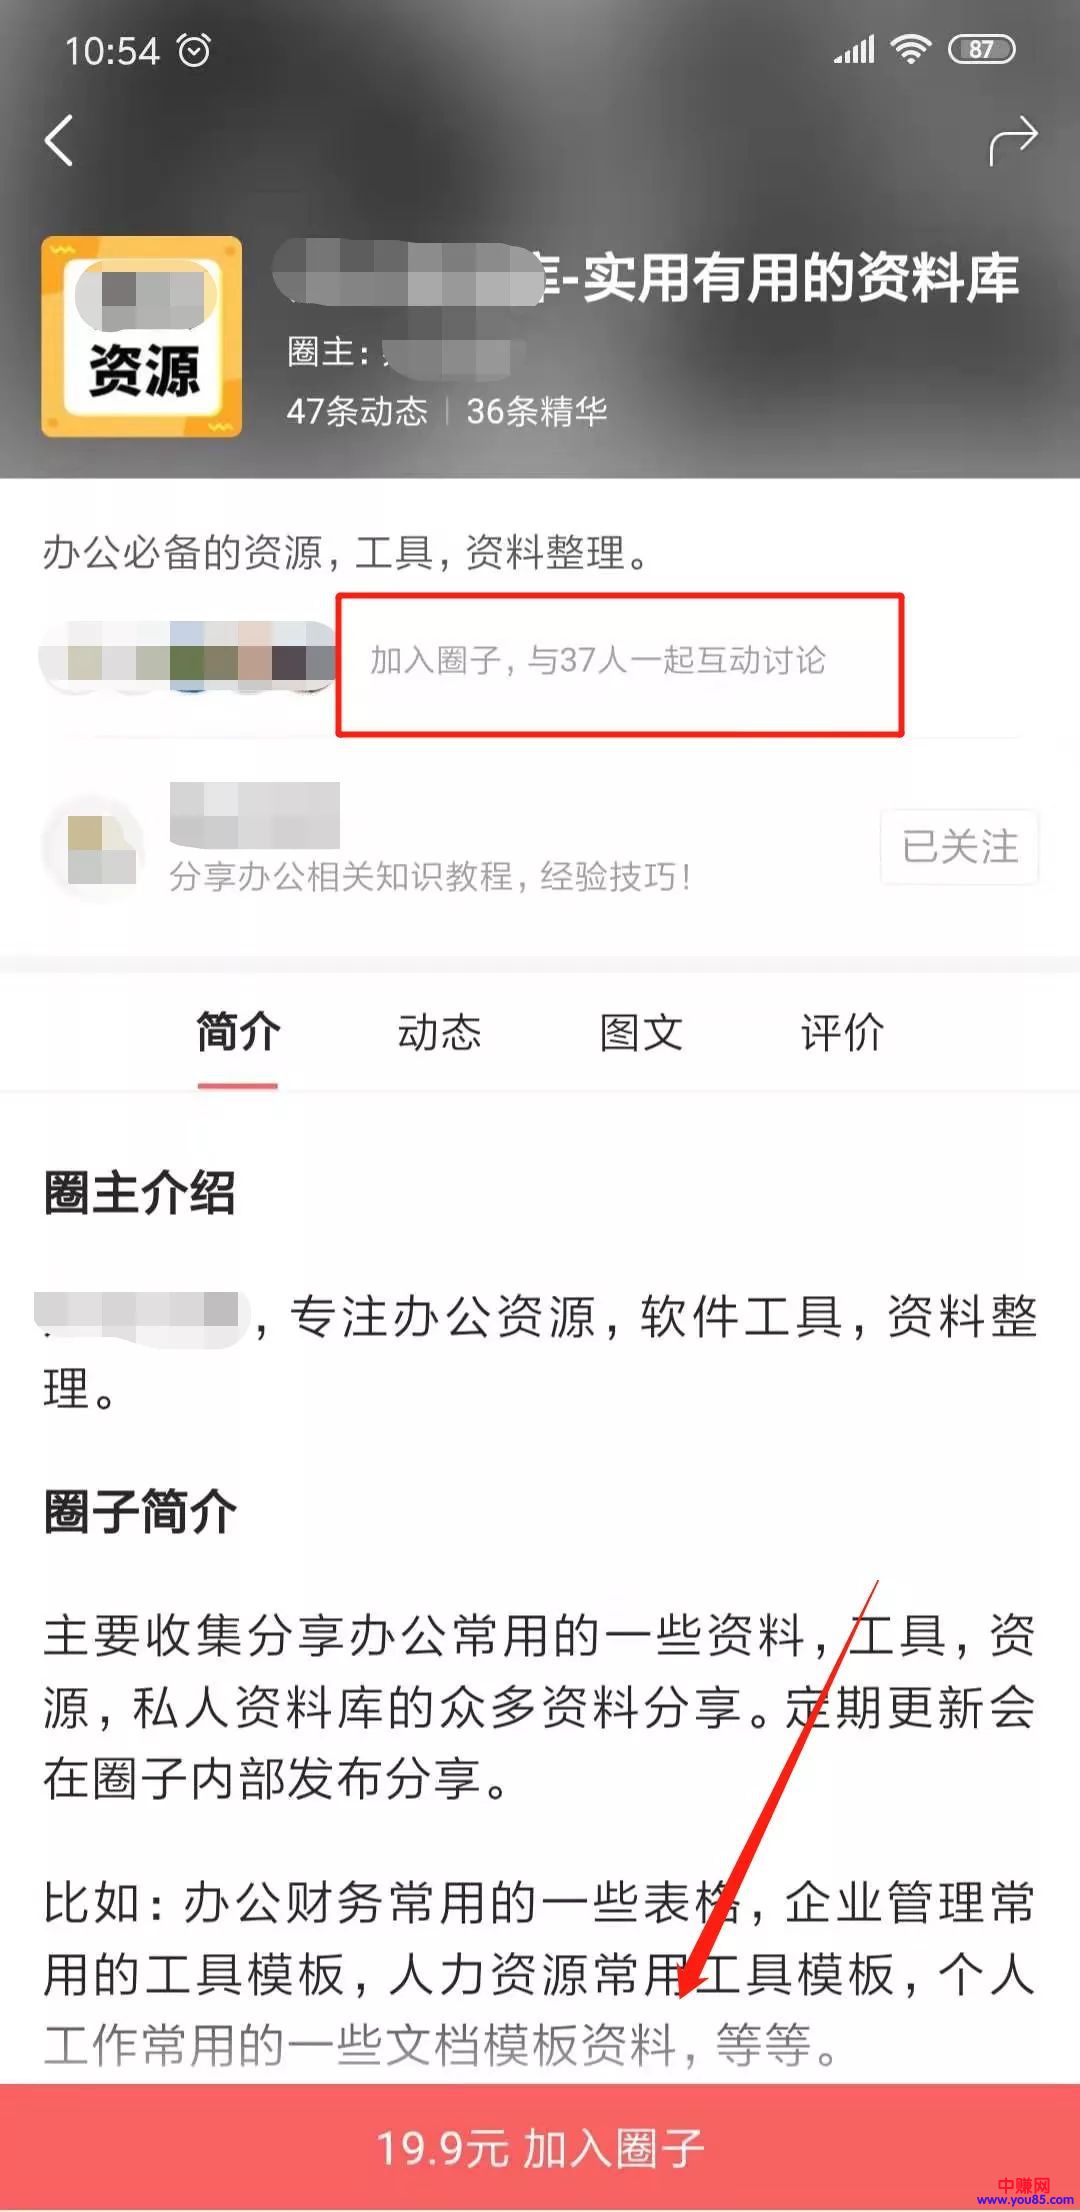 10:54
87
库-实用有用的资料库
资源
圈主：
47条动态 | 36条精华
办公必备的资源，工具，资料整理。
加入圈子，与37人一起互动讨论
分享办公相关知识教程，经验技巧！
已关注
简介 动态 图文 评价
圈主介绍
，专注办公资源，软件工具，资料整
理。
圈子简介
主要收集分享办公常用的一些资料，工具，资
源，私人资料库的众多资料分享。定期更新会
在圈子内部发布分享。
比如：办公财务常用的一些表格，企业管理常
用的工具模板，人力资源常用工具模板，个人
工作常用的一些文档模板资料，等等。
19.9元 加入圈子
中赚网
www.you85.com